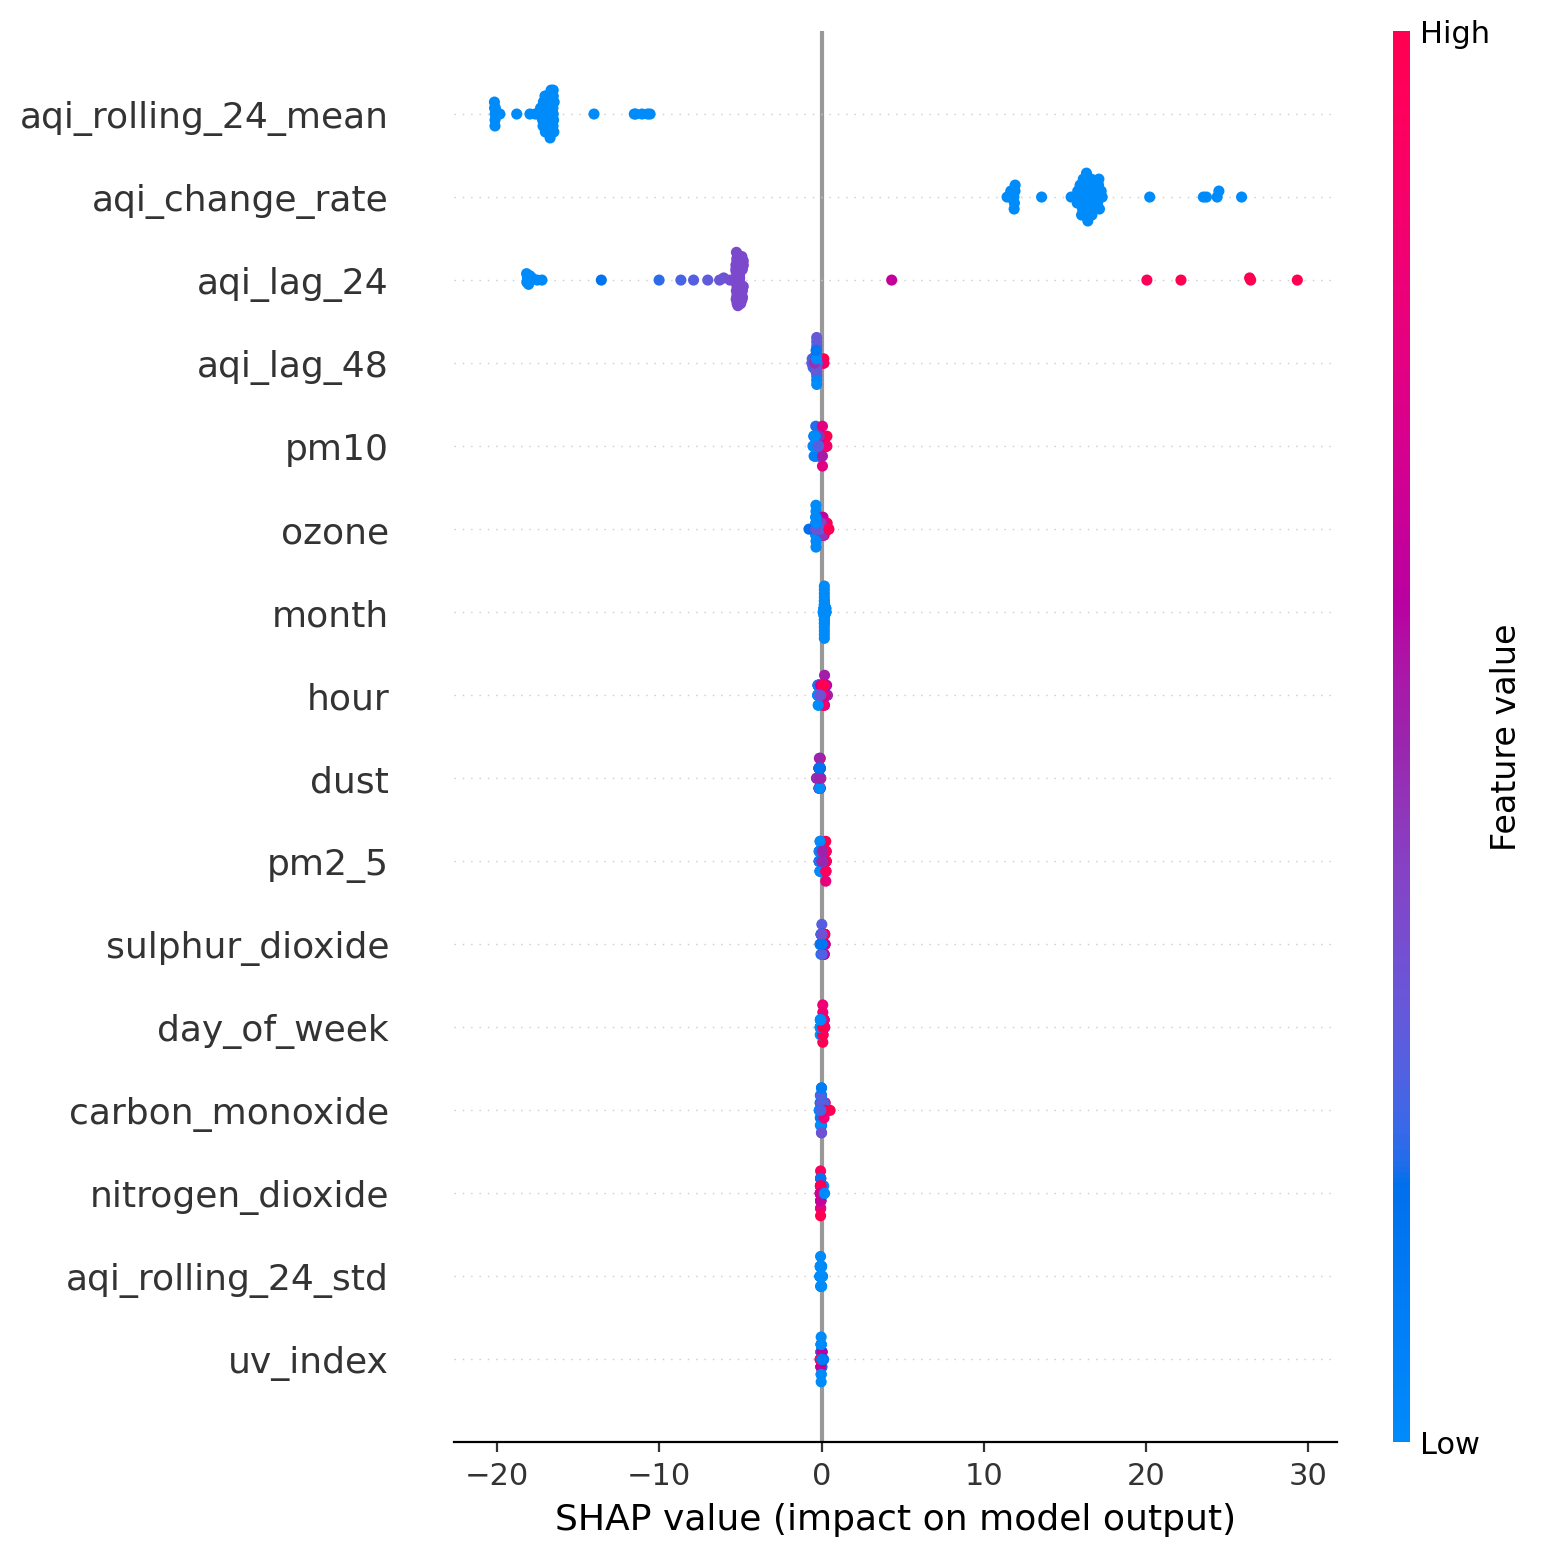 High
aqi_rolling_24_mean
aqi_change_rate
aqi_lag_24
aqi_lag_48
pm10
ozone
month
hour
dust
pm2_5
sulphur_dioxide
day_of_week
carbon_monoxide
nitrogen_dioxide
aqi_rolling_24_std
uv_index
Feature value
Low
−20 −10 0 10 20 30
SHAP value (impact on model output)